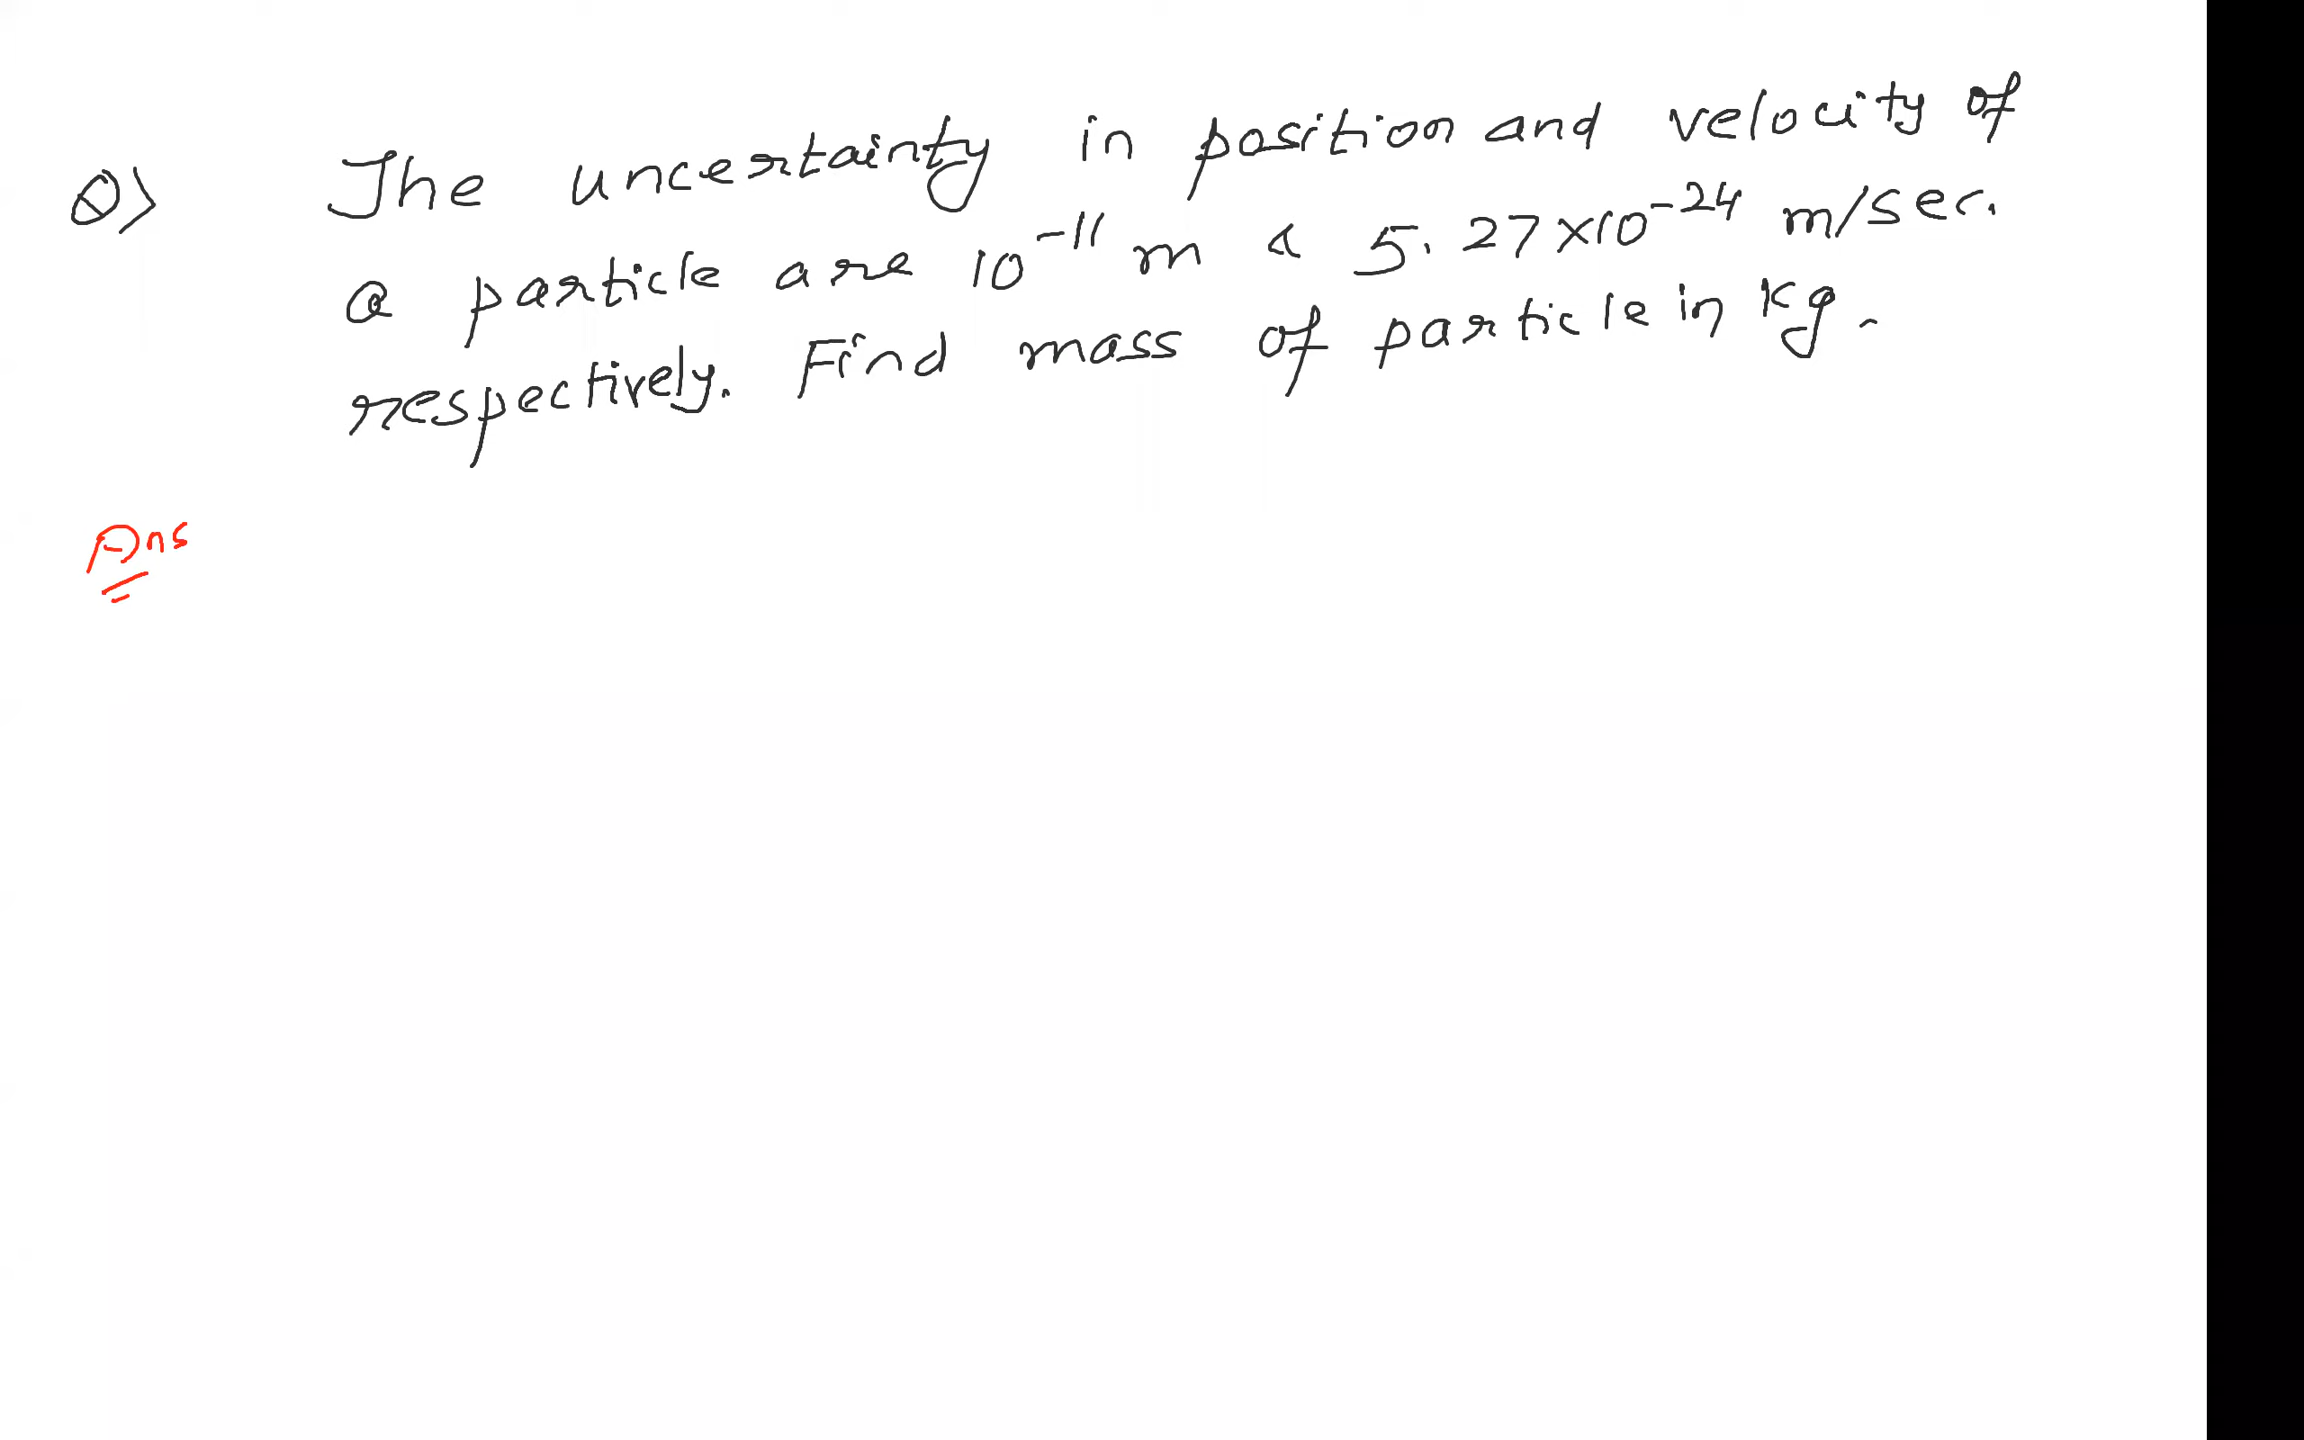 Q> The uncertainty in position and velocity of
a particle are 10⁻¹¹ m & 5.27×10⁻²⁴ m/sec.
respectively. Find mass of particle in Kg.
Ans